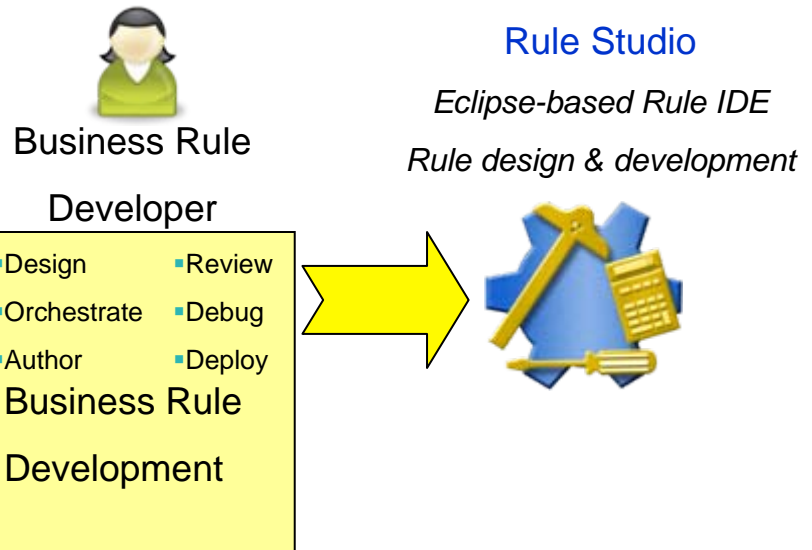 Business Rule
Developer
Rule Studio
Eclipse-based Rule IDE
Rule design & development
Design
Orchestrate
Author
Review
Debug
Deploy
Business Rule
Development